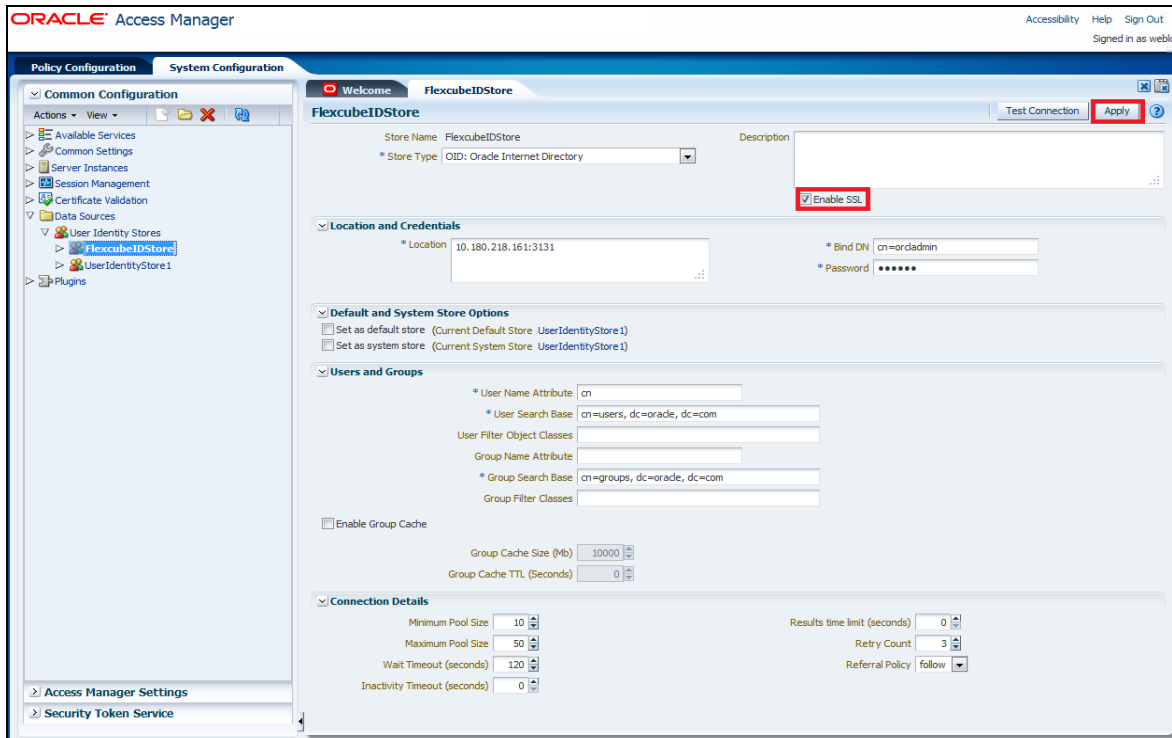 ORACLE Access Manager
Accessibility Help Sign Out
Signed in as weblo
Policy Configuration System Configuration
Common Configuration
Actions View
Available Services
Common Settings
Server Instances
Session Management
Certificate Validation
Data Sources
User Identity Stores
FlexcubeIDStore
UserIdentityStore1
Plugins
Access Manager Settings
Security Token Service
Welcome FlexcubeIDStore
FlexcubeIDStore Test Connection Apply
Store Name FlexcubeIDStore Description
* Store Type OID: Oracle Internet Directory
Enable SSL
Location and Credentials
* Location 10.180.218.161:3131 * Bind DN cn=orcladmin
* Password ●●●●●●
Default and System Store Options
Set as default store (Current Default Store UserIdentityStore1)
Set as system store (Current System Store UserIdentityStore1)
Users and Groups
* User Name Attribute cn
* User Search Base cn=users, dc=oracle, dc=com
User Filter Object Classes
Group Name Attribute
* Group Search Base cn=groups, dc=oracle, dc=com
Group Filter Classes
Enable Group Cache
Group Cache Size (Mb) 10000
Group Cache TTL (Seconds) 0
Connection Details
Minimum Pool Size 10 Results time limit (seconds) 0
Maximum Pool Size 50 Retry Count 3
Wait Timeout (seconds) 120 Referral Policy follow
Inactivity Timeout (seconds) 0